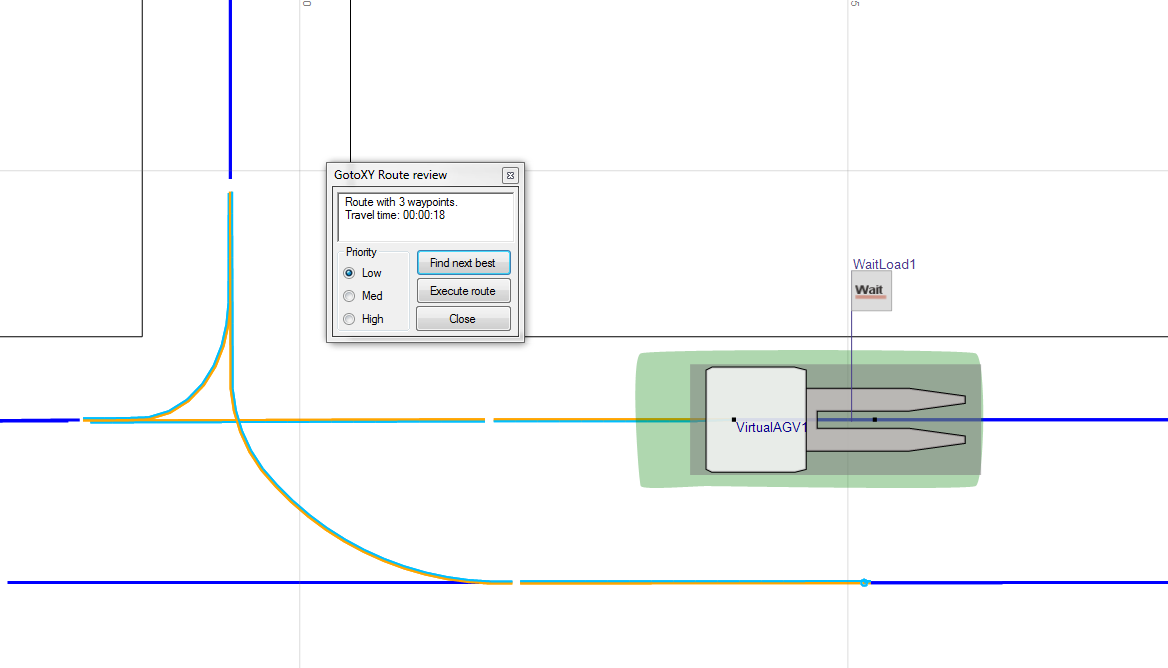 0
5
GotoXY Route review
Route with 3 waypoints.
Travel time: 00:00:18
Priority
Low
Med
High
Find next best
Execute route
Close
WaitLoad1
Wait
VirtualAGV1